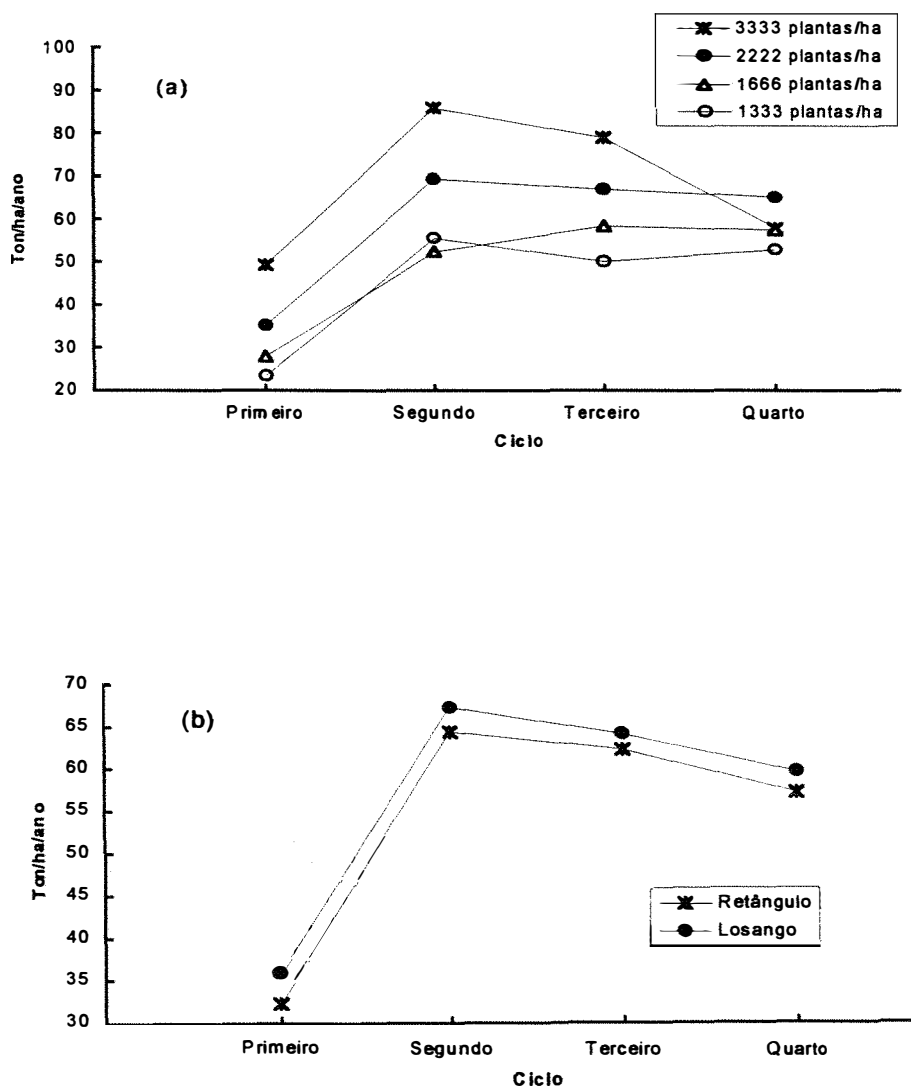 3333 plantas/ha
2222 plantas/ha
1666 plantas/ha
1333 plantas/ha
(a)
100
90
80
70
60
50
40
30
20
Ton/ha/ano
Primeiro Segundo Terceiro Quarto
Ciclo
(b)
70
65
60
55
50
45
40
35
30
Ton/ha/ano
Retângulo
Losango
Primeiro Segundo Terceiro Quarto
Ciclo